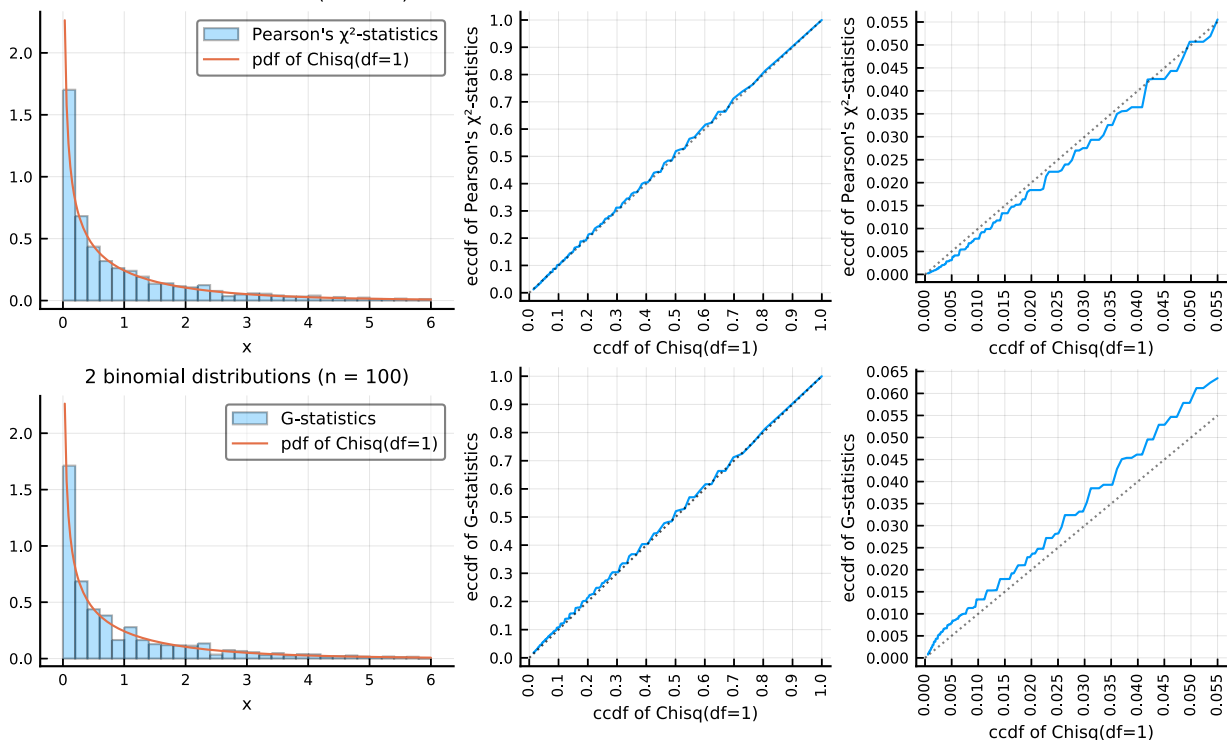 Pearson's χ²-statistics
pdf of Chisq(df=1)
2.0
1.5
1.0
0.5
0.0
0 1 2 3 4 5 6
x
eccdf of Pearson's χ²-statistics
1.0
0.9
0.8
0.7
0.6
0.5
0.4
0.3
0.2
0.1
0.0
0.0 0.1 0.2 0.3 0.4 0.5 0.6 0.7 0.8 0.9 1.0
ccdf of Chisq(df=1)
eccdf of Pearson's χ²-statistics
0.055
0.050
0.045
0.040
0.035
0.030
0.025
0.020
0.015
0.010
0.005
0.000
0.000 0.005 0.010 0.015 0.020 0.025 0.030 0.035 0.040 0.045 0.050 0.055
ccdf of Chisq(df=1)
2 binomial distributions (n = 100)
G-statistics
pdf of Chisq(df=1)
2.0
1.5
1.0
0.5
0.0
0 1 2 3 4 5 6
x
eccdf of G-statistics
1.0
0.9
0.8
0.7
0.6
0.5
0.4
0.3
0.2
0.1
0.0
0.0 0.1 0.2 0.3 0.4 0.5 0.6 0.7 0.8 0.9 1.0
ccdf of Chisq(df=1)
eccdf of G-statistics
0.065
0.060
0.055
0.050
0.045
0.040
0.035
0.030
0.025
0.020
0.015
0.010
0.005
0.000
0.000 0.005 0.010 0.015 0.020 0.025 0.030 0.035 0.040 0.045 0.050 0.055
ccdf of Chisq(df=1)